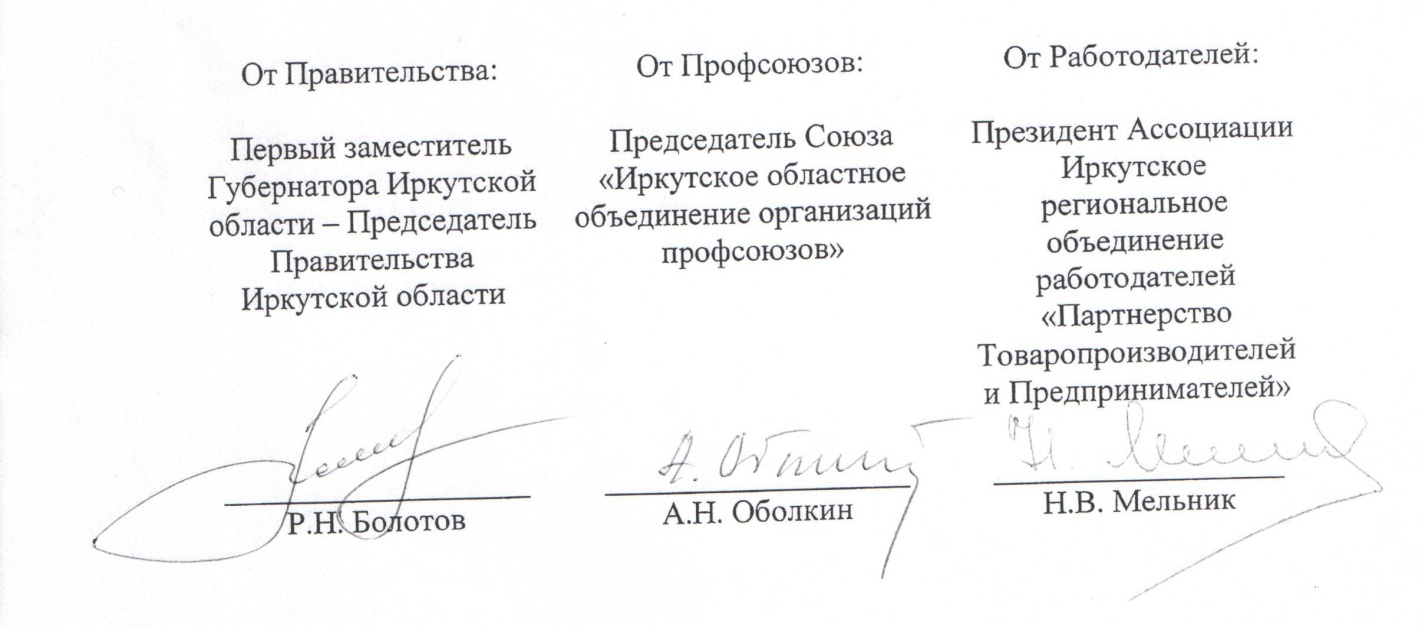 От Правительства:
Первый заместитель
Губернатора Иркутской
области – Председатель
Правительства
Иркутской области
Р.Н. Болотов
От Профсоюзов:
Председатель Союза
«Иркутское областное
объединение организаций
профсоюзов»
А.Н. Оболкин
От Работодателей:
Президент Ассоциации
Иркутское
региональное
объединение
работодателей
«Партнерство
Товаропроизводителей
и Предпринимателей»
Н.В. Мельник